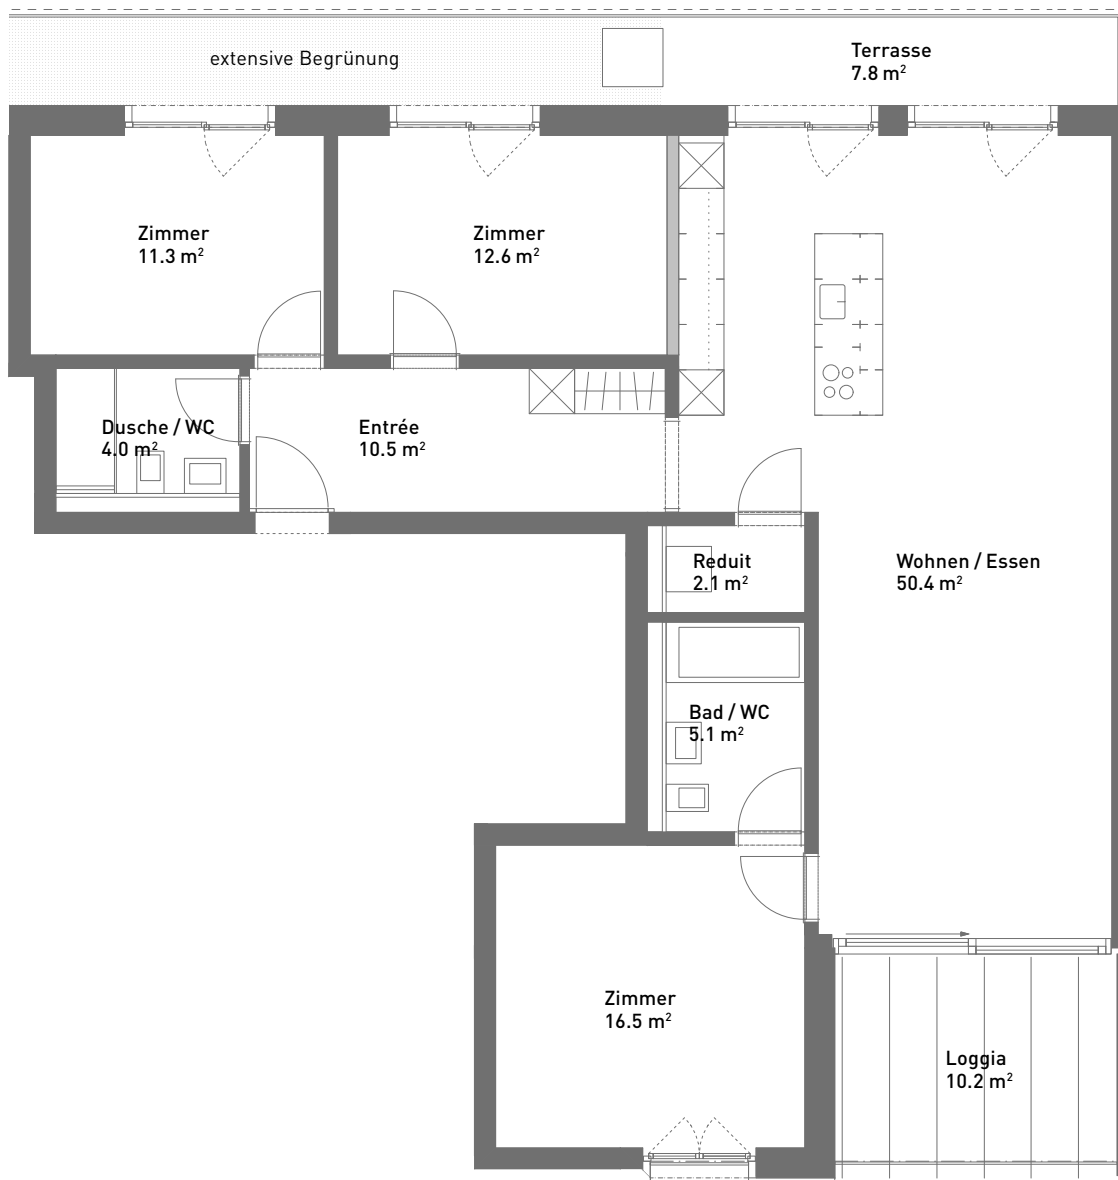 extensive Begrünung
Terrasse
7.8 m²
Zimmer
11.3 m²
Zimmer
12.6 m²
Dusche / WC
4.0 m²
Entrée
10.5 m²
Reduit
2.1 m²
Wohnen / Essen
50.4 m²
Bad / WC
5.1 m²
Zimmer
16.5 m²
Loggia
10.2 m²